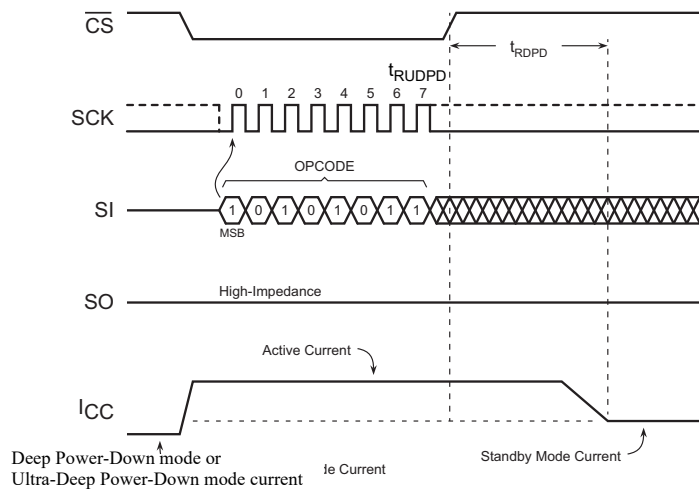 CS
tRDPD
tRUDPD
0 1 2 3 4 5 6 7
SCK
OPCODE
SI
1 0 1 0 1 0 1 1
MSB
SO
High-Impedance
Active Current
ICC
Standby Mode Current
Deep Power-Down mode or
Ultra-Deep Power-Down mode current
de Current